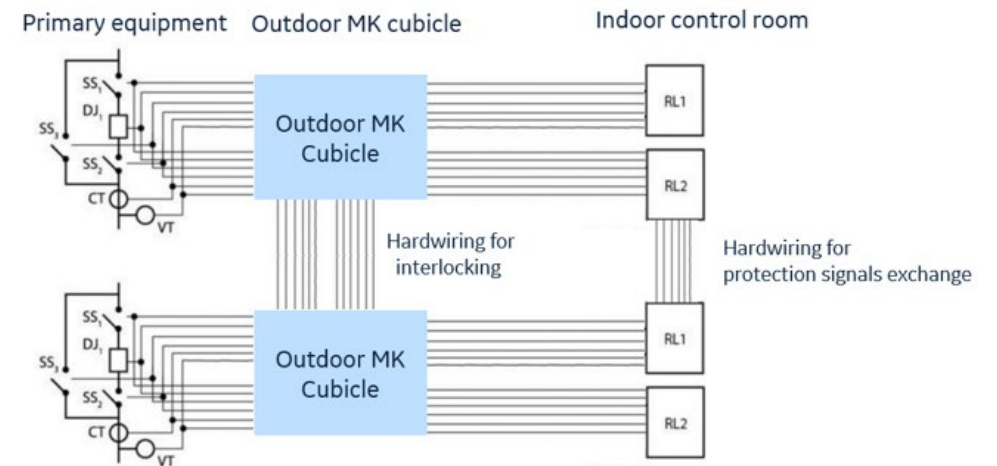 Primary equipment
Outdoor MK cubicle
Indoor control room
SS₁
DJ₁
SS₃
SS₂
CT
VT
Outdoor MK
Cubicle
RL1
RL2
Hardwiring for
interlocking
Hardwiring for
protection signals exchange
SS₁
DJ₁
SS₃
SS₂
CT
VT
Outdoor MK
Cubicle
RL1
RL2